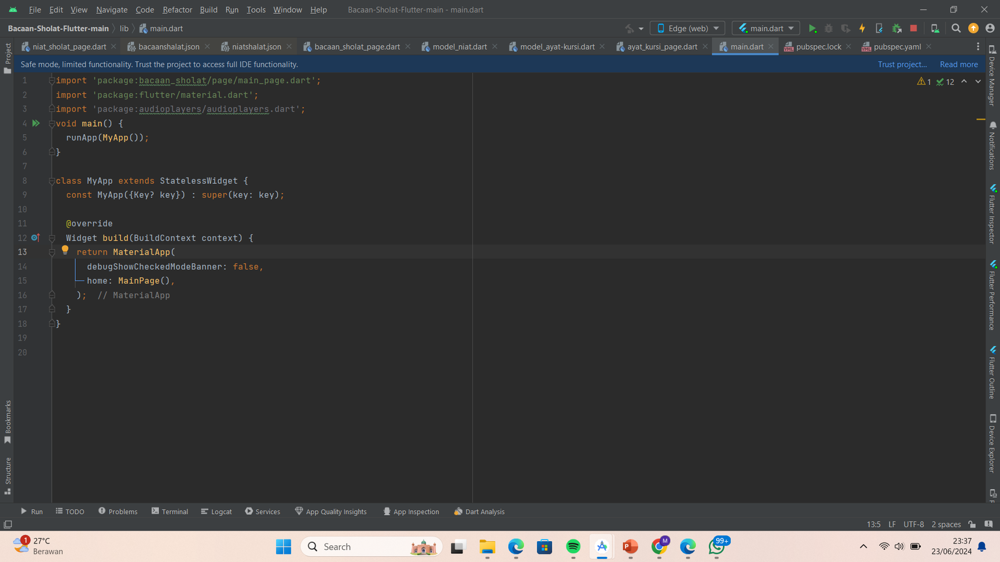 File Edit View Navigate Code Refactor Build Run Tools Window Help Bacaan-Sholat-Flutter-main - main.dart
Bacaan-Sholat-Flutter-main lib main.dart Edge (web) main.dart
niat_sholat_page.dart bacaanshalat.json niatshalat.json bacaan_sholat_page.dart model_niat.dart model_ayat-kursi.dart ayat_kursi_page.dart main.dart pubspec.lock pubspec.yaml
Safe mode, limited functionality. Trust the project to access full IDE functionality. Trust project... Read more
1 import 'package:bacaan_sholat/page/main_page.dart'; 1 12
2 import 'package:flutter/material.dart';
3 import 'package:audioplayers/audioplayers.dart';
4 void main() {
5 runApp(MyApp());
6 }
7
8 class MyApp extends StatelessWidget {
9 const MyApp({Key? key}) : super(key: key);
10
11 @override
12 Widget build(BuildContext context) {
13 return MaterialApp(
14 debugShowCheckedModeBanner: false,
15 home: MainPage(),
16 ); // MaterialApp
17 }
18 }
19
20
Project
Bookmarks
Structure
Device Manager
Notifications
Flutter Inspector
Flutter Performance
Flutter Outline
Device Explorer
Run TODO Problems Terminal Logcat Services App Quality Insights App Inspection Dart Analysis
13:5 LF UTF-8 2 spaces
1 27°C
Berawan
Search
P
M
99+
23:37
23/06/2024